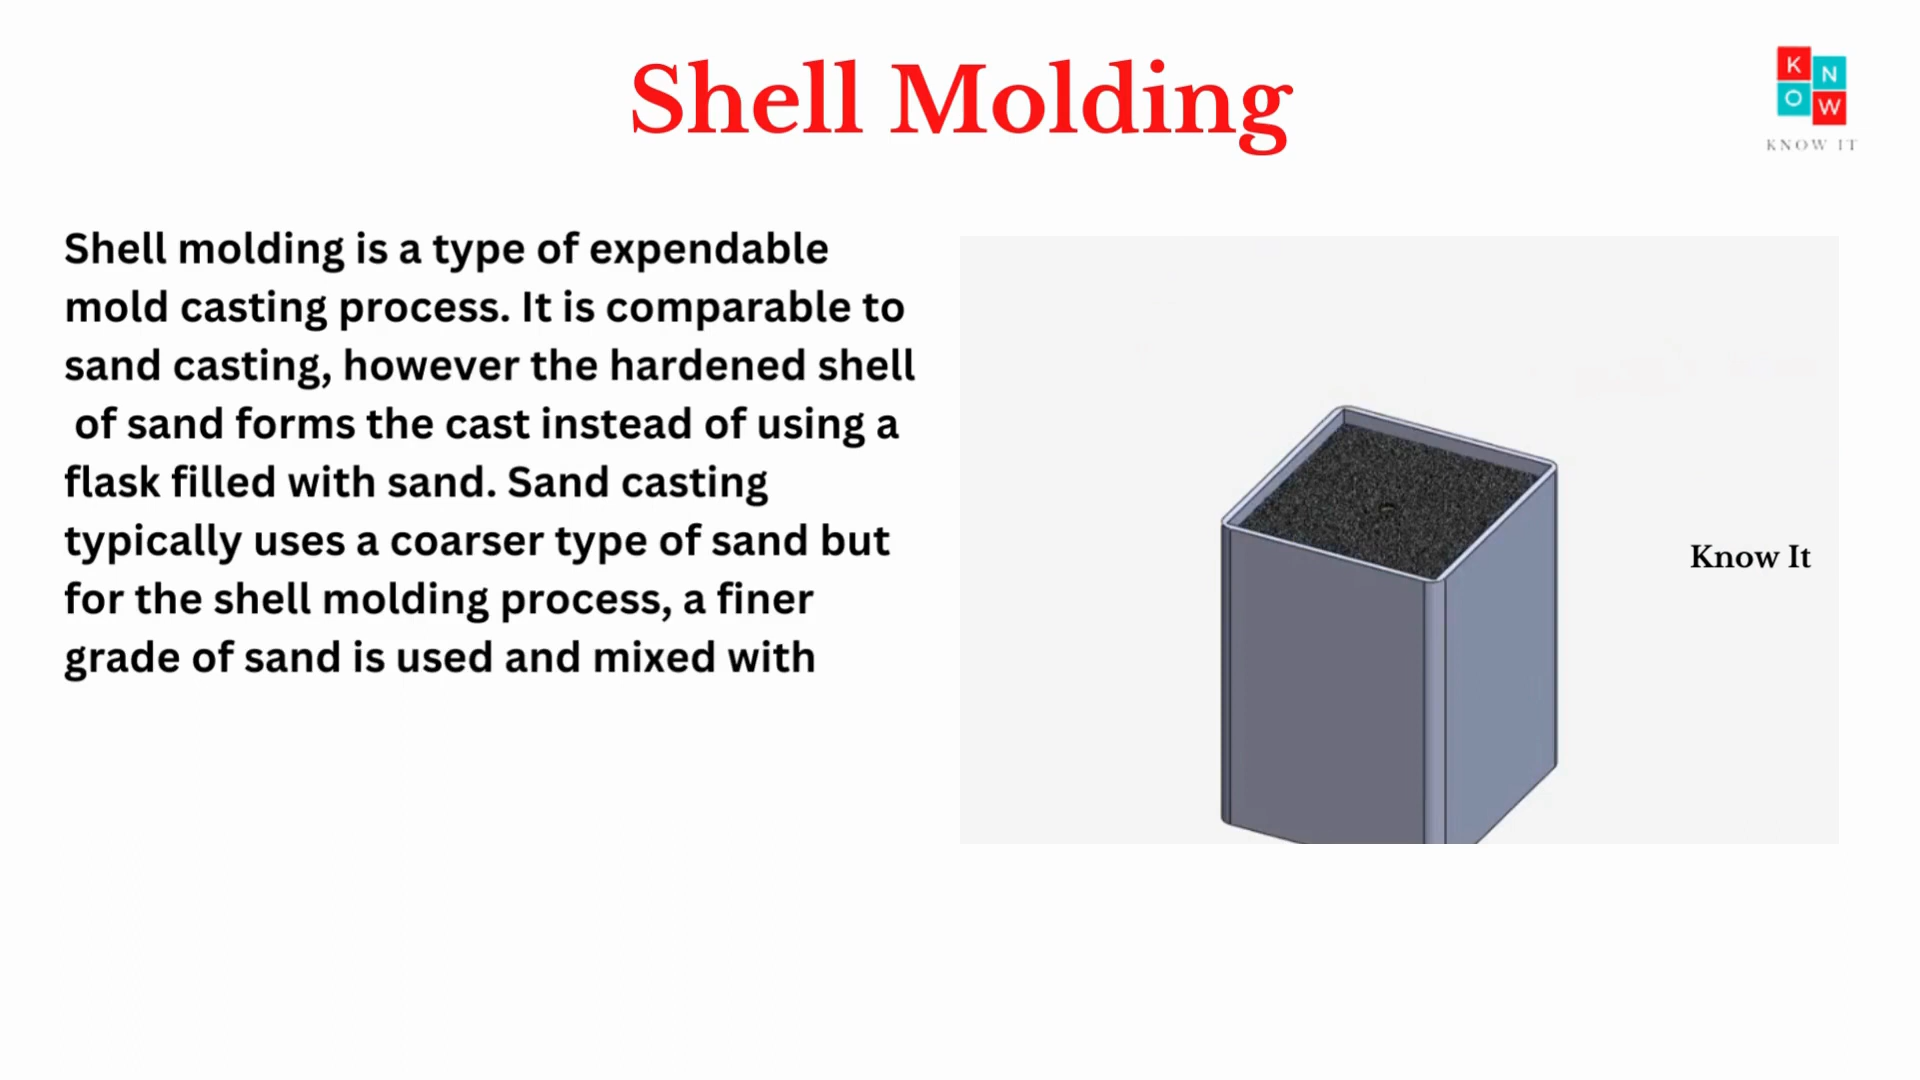 Shell Molding
K
N
O
W
KNOW IT
Shell molding is a type of expendable
mold casting process. It is comparable to
sand casting, however the hardened shell
of sand forms the cast instead of using a
flask filled with sand. Sand casting
typically uses a coarser type of sand but
for the shell molding process, a finer
grade of sand is used and mixed with
Know It